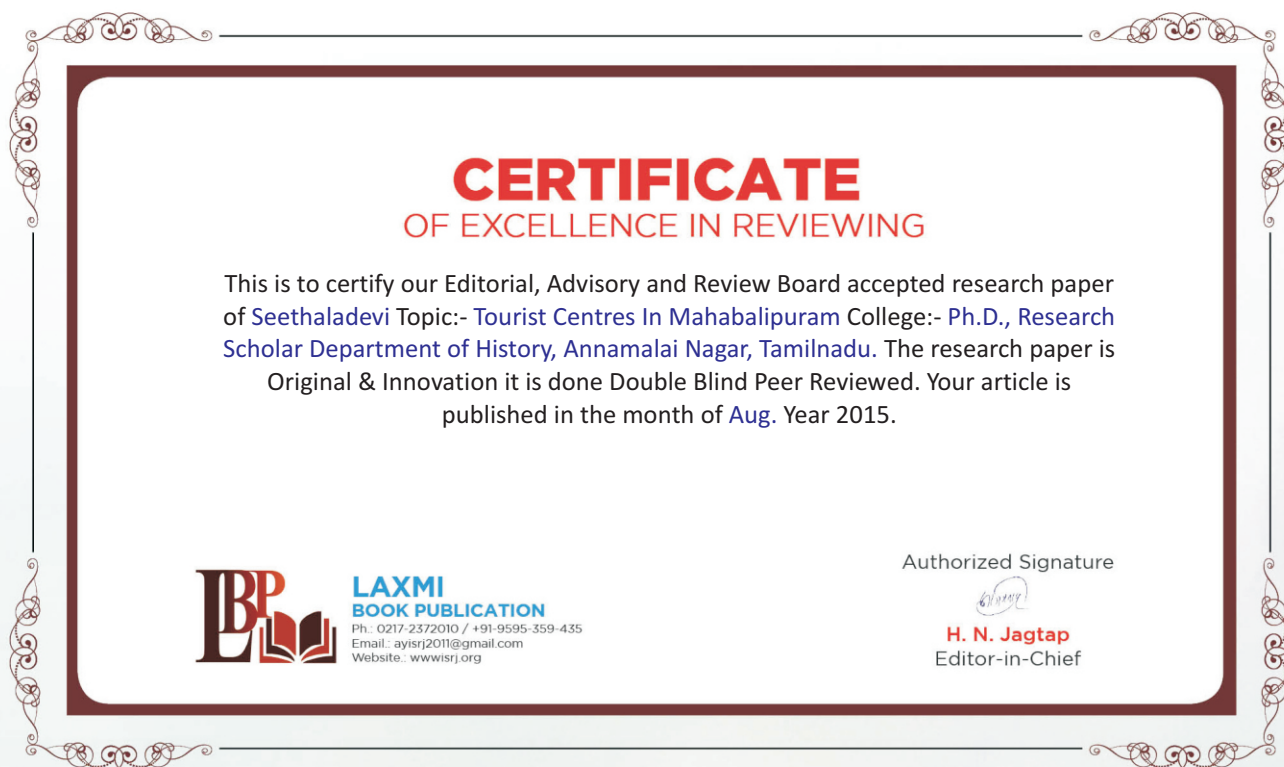 CERTIFICATE
OF EXCELLENCE IN REVIEWING
This is to certify our Editorial, Advisory and Review Board accepted research paper
of Seethaladevi Topic:- Tourist Centres In Mahabalipuram College:- Ph.D., Research
Scholar Department of History, Annamalai Nagar, Tamilnadu. The research paper is
Original & Innovation it is done Double Blind Peer Reviewed. Your article is
published in the month of Aug. Year 2015.
LBP
LAXMI
BOOK PUBLICATION
Ph.: 0217-2372010 / +91-9595-359-435
Email.: ayisrj2011@gmail.com
Website.: wwwisrj.org
Authorized Signature
H. N. Jagtap
Editor-in-Chief